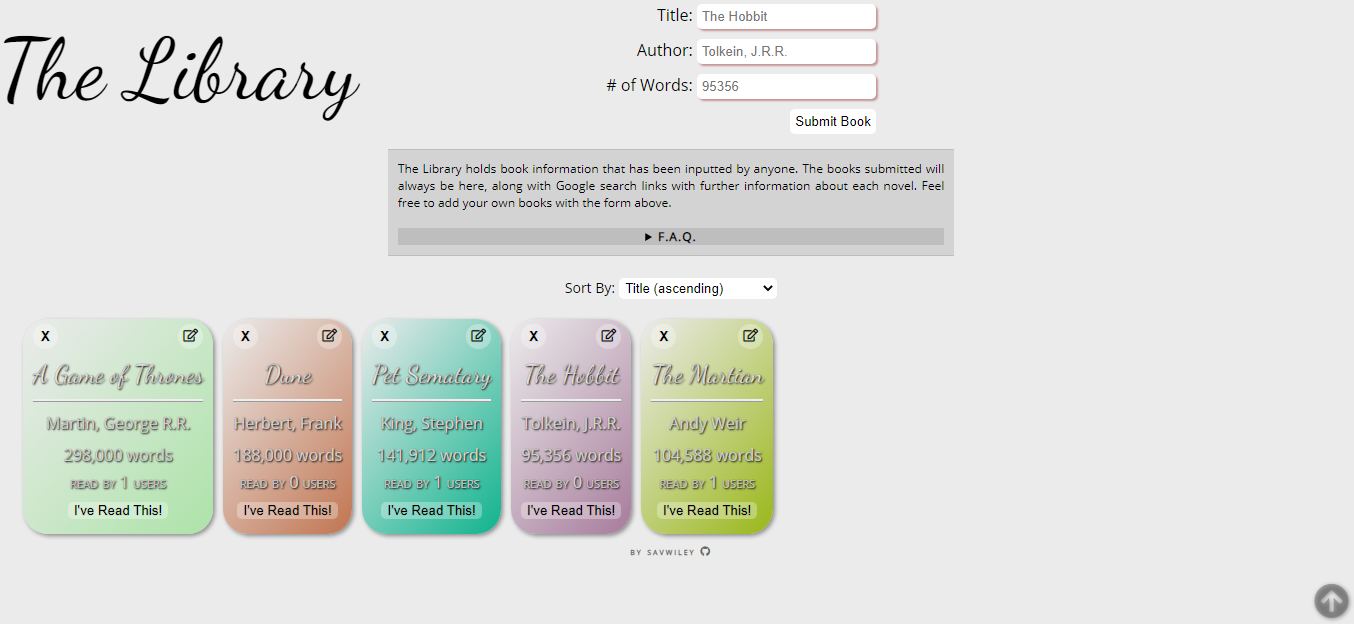 The Library
Title: The Hobbit
Author: Tolkein, J.R.R.
# of Words: 95356
Submit Book
The Library holds book information that has been inputted by anyone. The books submitted will
always be here, along with Google search links with further information about each novel. Feel
free to add your own books with the form above.
▶ F.A.Q.
Sort By: Title (ascending)
X
A Game of Thrones
Martin, George R.R.
298,000 words
READ BY 1 USERS
I've Read This!
X
Dune
Herbert, Frank
188,000 words
READ BY 0 USERS
I've Read This!
X
Pet Sematary
King, Stephen
141,912 words
READ BY 1 USERS
I've Read This!
X
The Hobbit
Tolkein, J.R.R.
95,356 words
READ BY 0 USERS
I've Read This!
X
The Martian
Andy Weir
104,588 words
READ BY 1 USERS
I've Read This!
BY SAVWILEY